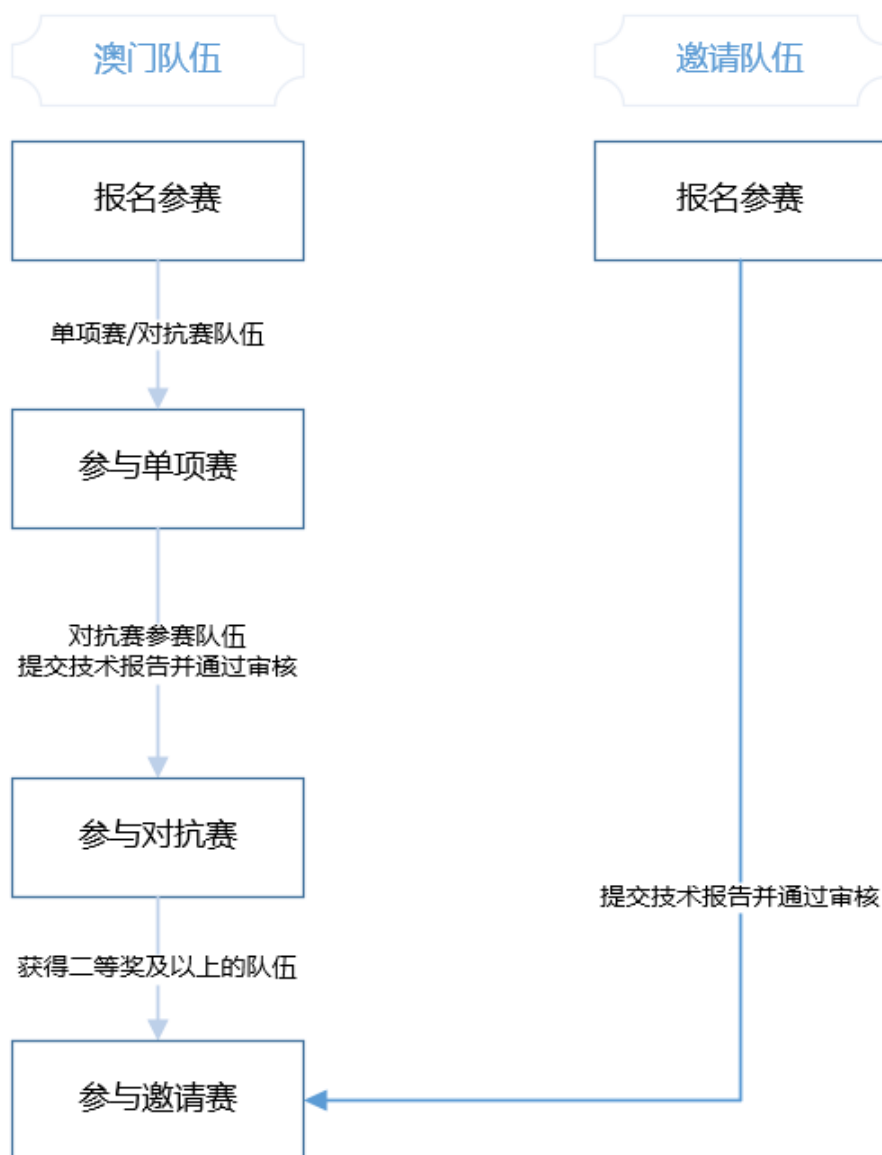 澳门队伍
邀请队伍
报名参赛
报名参赛
单项赛/对抗赛队伍
参与单项赛
对抗赛参赛队伍
提交技术报告并通过审核
参与对抗赛
提交技术报告并通过审核
获得二等奖及以上的队伍
参与邀请赛